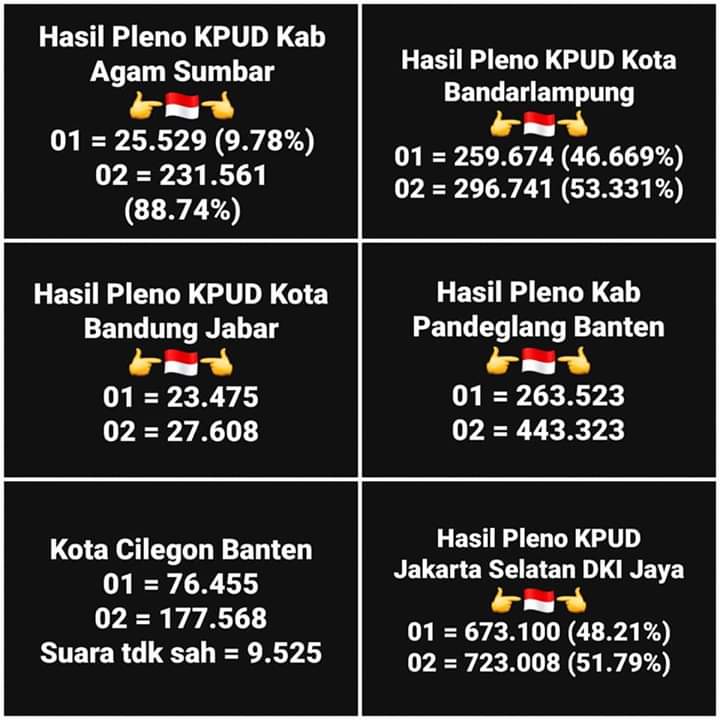 Hasil Pleno KPUD Kab
Agam Sumbar
👉🇮🇩👈
01 = 25.529 (9.78%)
02 = 231.561
(88.74%)
Hasil Pleno KPUD Kota
Bandarlampung
👉🇮🇩👈
01 = 259.674 (46.669%)
02 = 296.741 (53.331%)
Hasil Pleno KPUD Kota
Bandung Jabar
👉🇮🇩👈
01 = 23.475
02 = 27.608
Hasil Pleno Kab
Pandeglang Banten
👉🇮🇩👈
01 = 263.523
02 = 443.323
Kota Cilegon Banten
01 = 76.455
02 = 177.568
Suara tdk sah = 9.525
Hasil Pleno KPUD
Jakarta Selatan DKI Jaya
👉🇮🇩👈
01 = 673.100 (48.21%)
02 = 723.008 (51.79%)